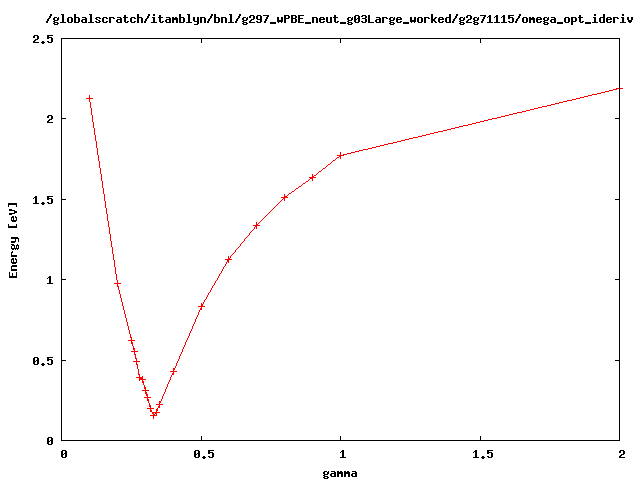 /globalscratch/itamblyn/bnl/g297_wPBE_neut_g03Large_worked/g2g71115/omega_opt_ideriv
2.5
2
1.5
1
0.5
0
Energy [eV]
0 0.5 1 1.5 2
gamma